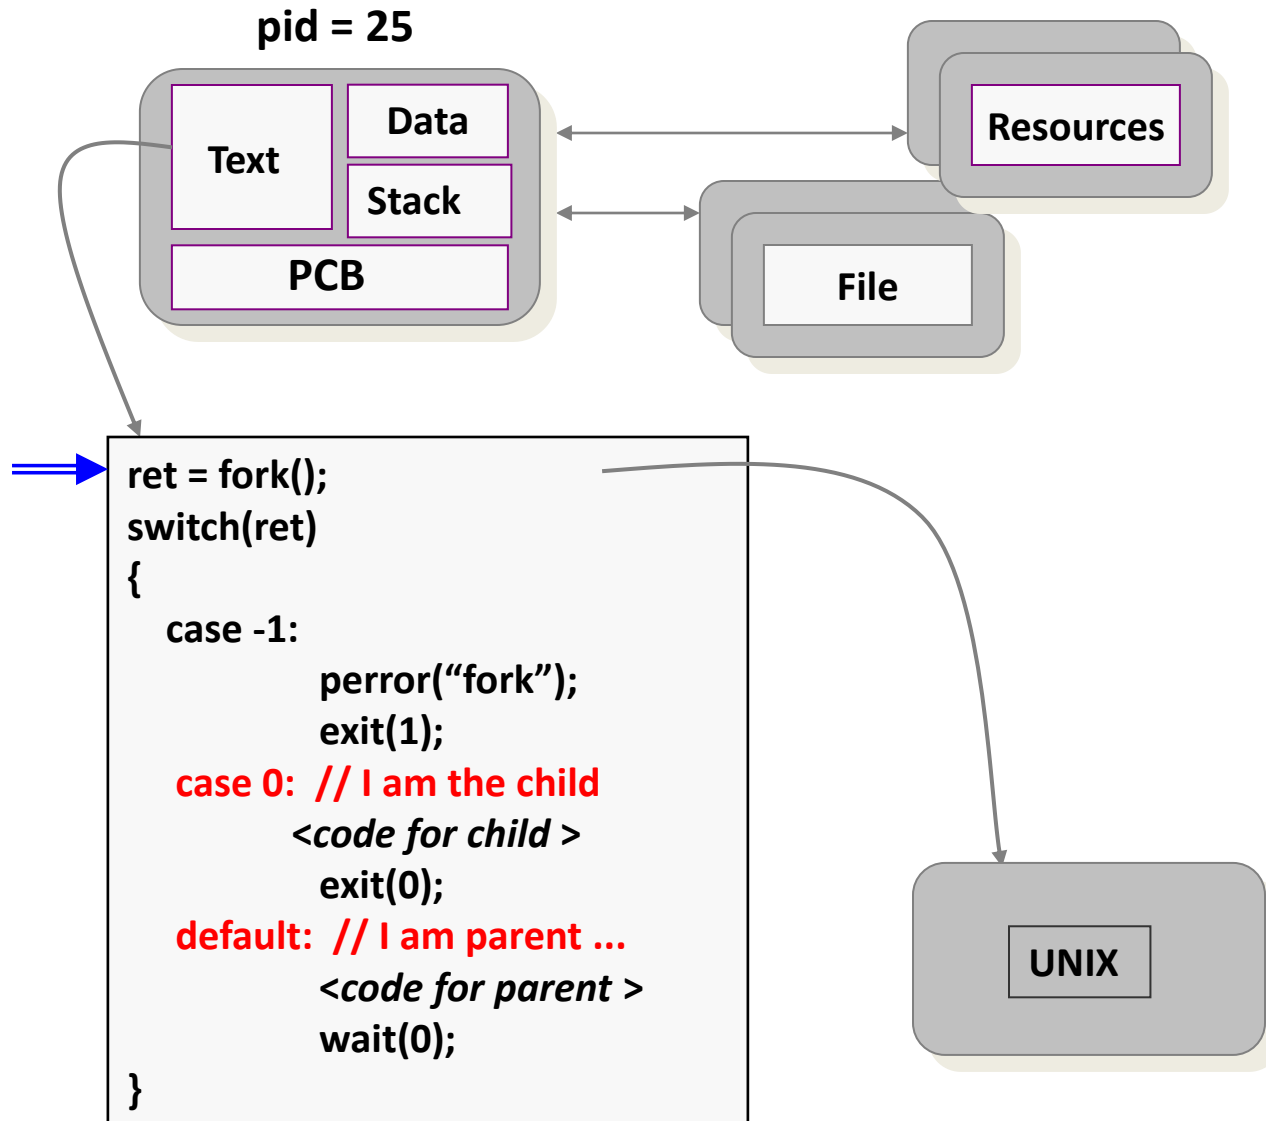 pid = 25
Text
Data
Stack
PCB
Resources
File
ret = fork();
switch(ret)
{
case -1:
perror(“fork”);
exit(1);
case 0:  // I am the child
<code for child >
exit(0);
default:  // I am parent ...
<code for parent >
wait(0);
}
UNIX